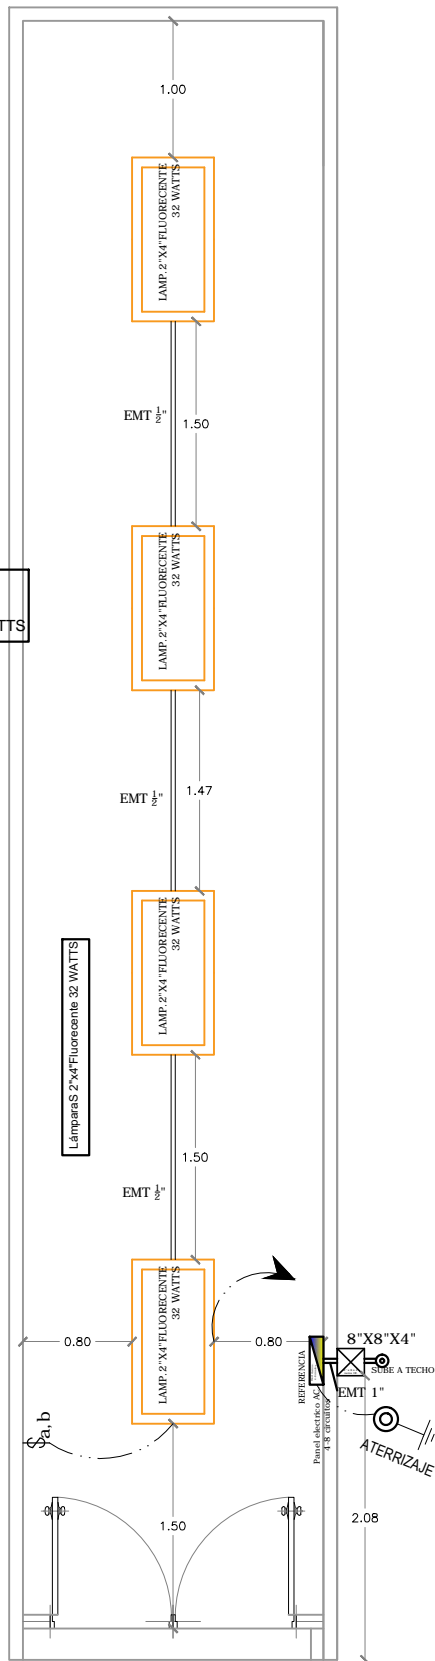 1.00
LAMP. 2"X4"FLUORECENTE
32 WATTS
EMT ½"
1.50
LAMP. 2"X4"FLUORECENTE
32 WATTS
TTS
EMT ½"
1.47
LAMP. 2"X4"FLUORECENTE
32 WATTS
LámparaS 2"x4"Fluorecente 32 WATTS
1.50
EMT ½"
LAMP. 2"X4"FLUORECENTE
32 WATTS
0.80
0.80
8"X8"X4"
SUBE A TECHO
REFERENCIA
EMT 1"
Panel electrico AC
4-8 circuitos
ATERRIZAJE
$a,b
1.50
2.08